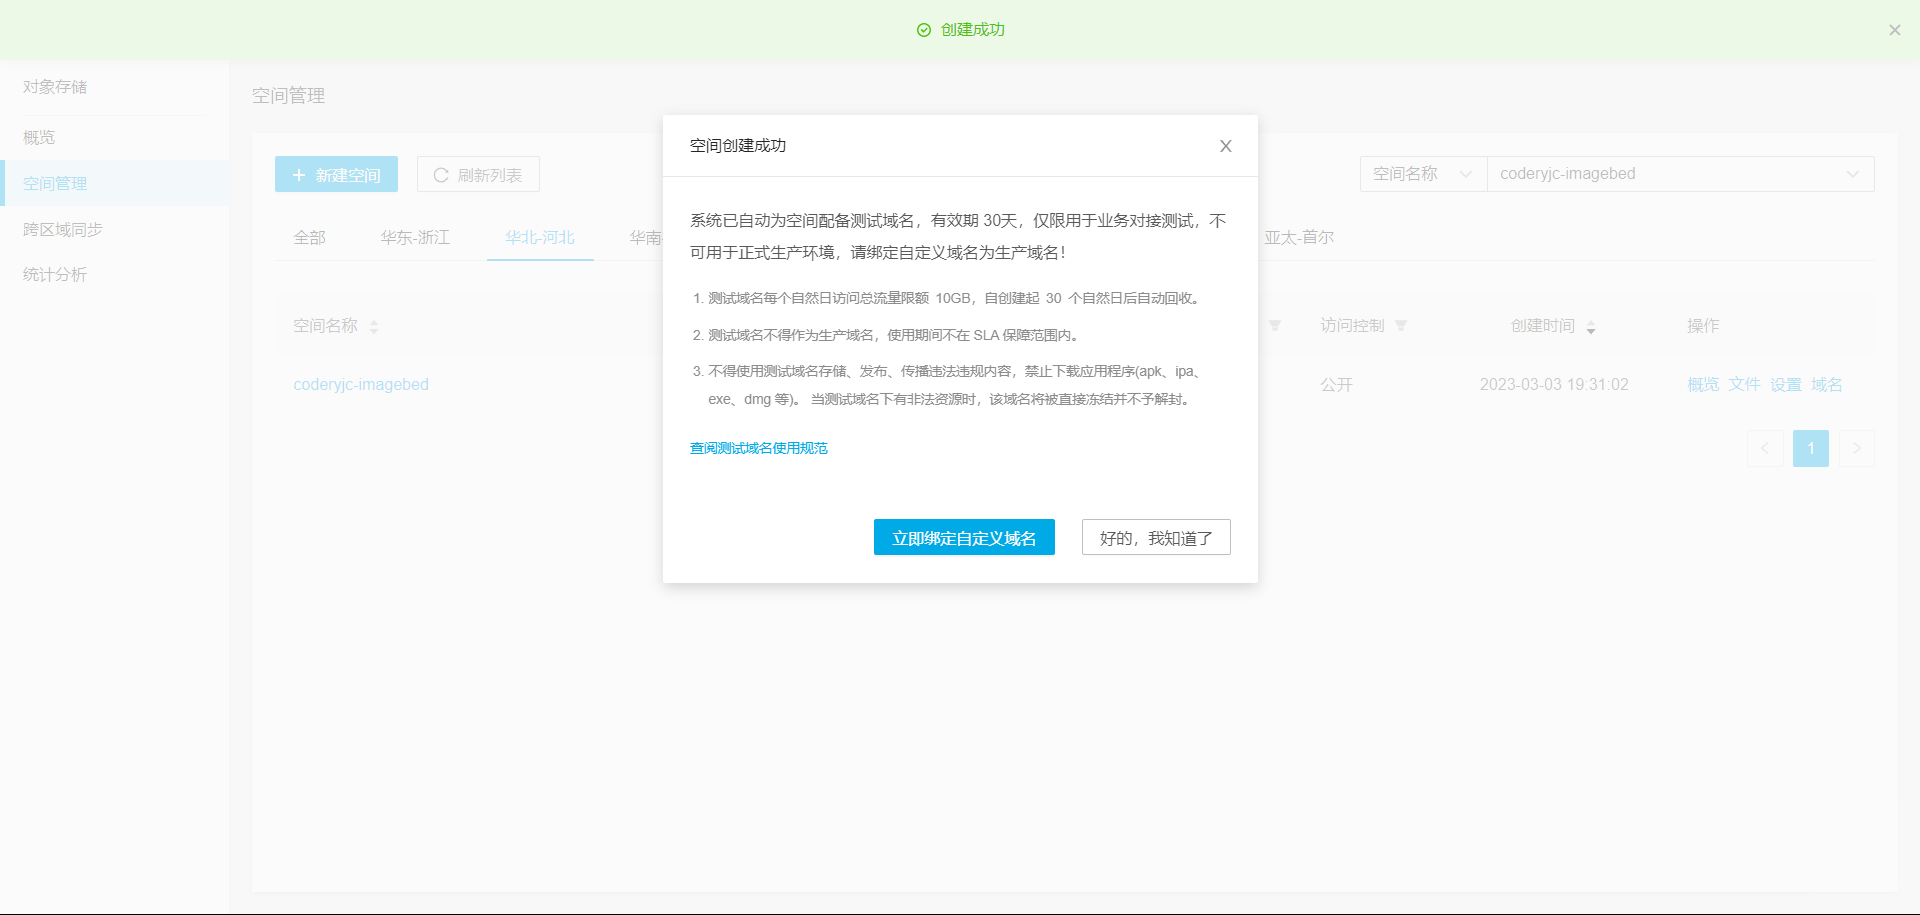 创建成功
对象存储
概览
空间管理
跨区域同步
统计分析
空间管理
新建空间
刷新列表
空间名称
coderyjc-imagebed
全部
华东-浙江
华北-河北
华南-
亚太-首尔
空间名称
访问控制
创建时间
操作
coderyjc-imagebed
公开
2023-03-03 19:31:02
概览 文件 设置 域名
1
空间创建成功
系统已自动为空间配备测试域名，有效期 30天，仅限用于业务对接测试，不
可用于正式生产环境，请绑定自定义域名为生产域名！
1. 测试域名每个自然日访问总流量限额 10GB，自创建起 30 个自然日后自动回收。
2. 测试域名不得作为生产域名，使用期间不在 SLA 保障范围内。
3. 不得使用测试域名存储、发布、传播违法违规内容，禁止下载应用程序(apk、ipa、
exe、dmg 等)。 当测试域名下有非法资源时，该域名将被直接冻结并不予解封。
查阅测试域名使用规范
立即绑定自定义域名
好的，我知道了